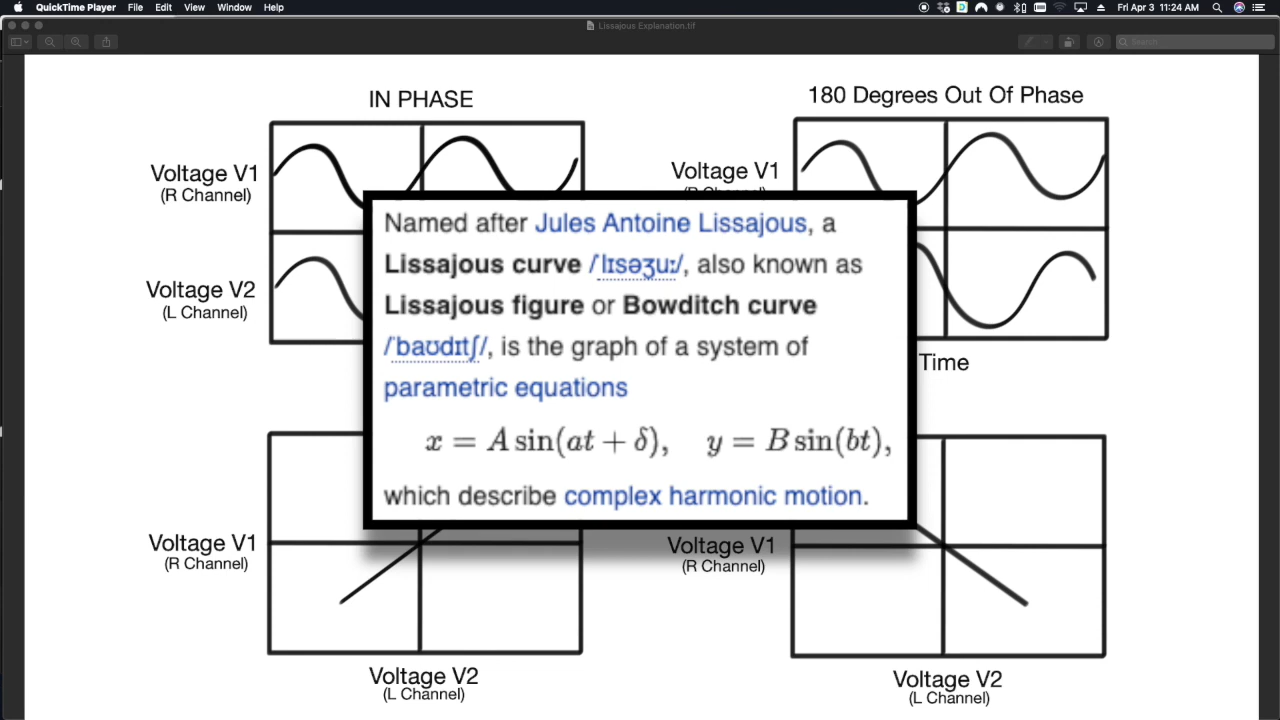 QuickTime Player File Edit View Window Help Fri Apr 3 11:24 AM
Lissajous Explanation.tif
Search
IN PHASE
Voltage V1
(R Channel)
Voltage V2
(L Channel)
180 Degrees Out Of Phase
Voltage V1
Time
Named after Jules Antoine Lissajous, a
Lissajous curve /ˈlɪsəʒuː/, also known as
Lissajous figure or Bowditch curve
/ˈbaʊdɪtʃ/, is the graph of a system of
parametric equations
x = A sin(at + δ), y = B sin(bt),
which describe complex harmonic motion.
Voltage V1
(R Channel)
Voltage V2
(L Channel)
Voltage V1
(R Channel)
Voltage V2
(L Channel)